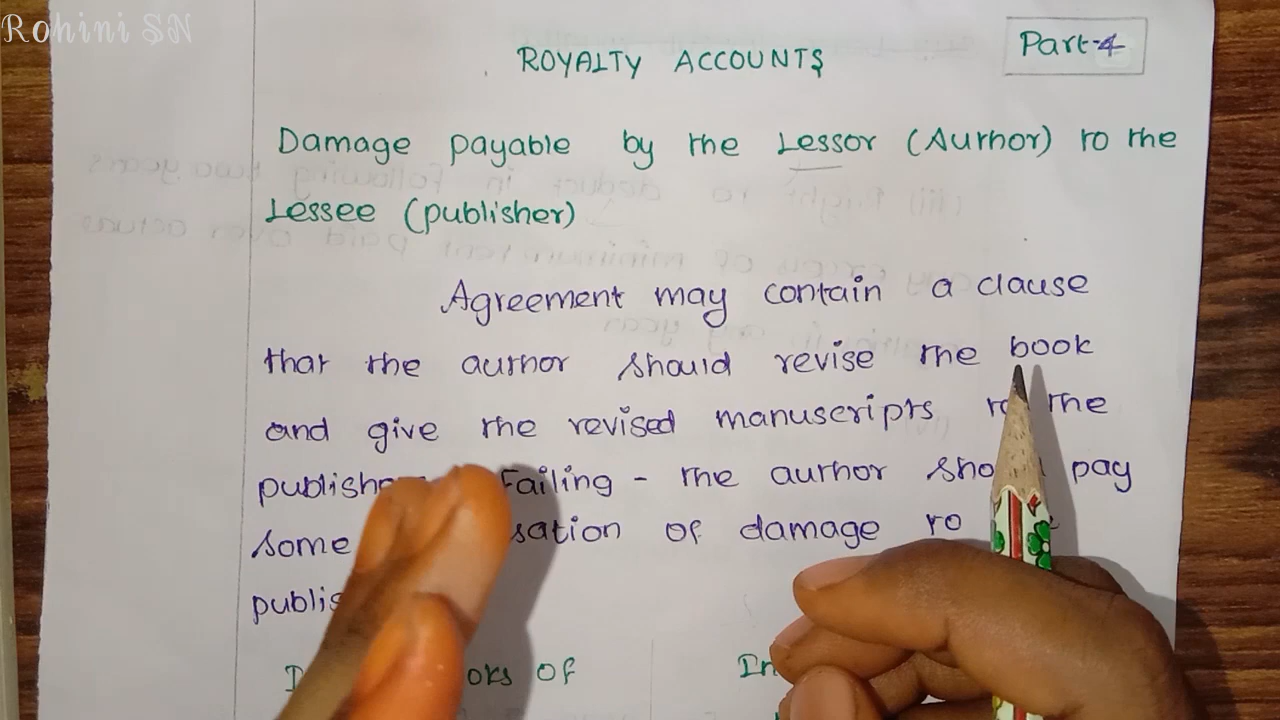 Rohini SN
Part-4
ROYALTY ACCOUNTS
Damage payable by the Lessor (Author) to the
Lessee (publisher)
Agreement may contain a clause
that the author should revise the book
and give the revised manuscripts the
Failing - the author pay
some of damage to
oks of
In